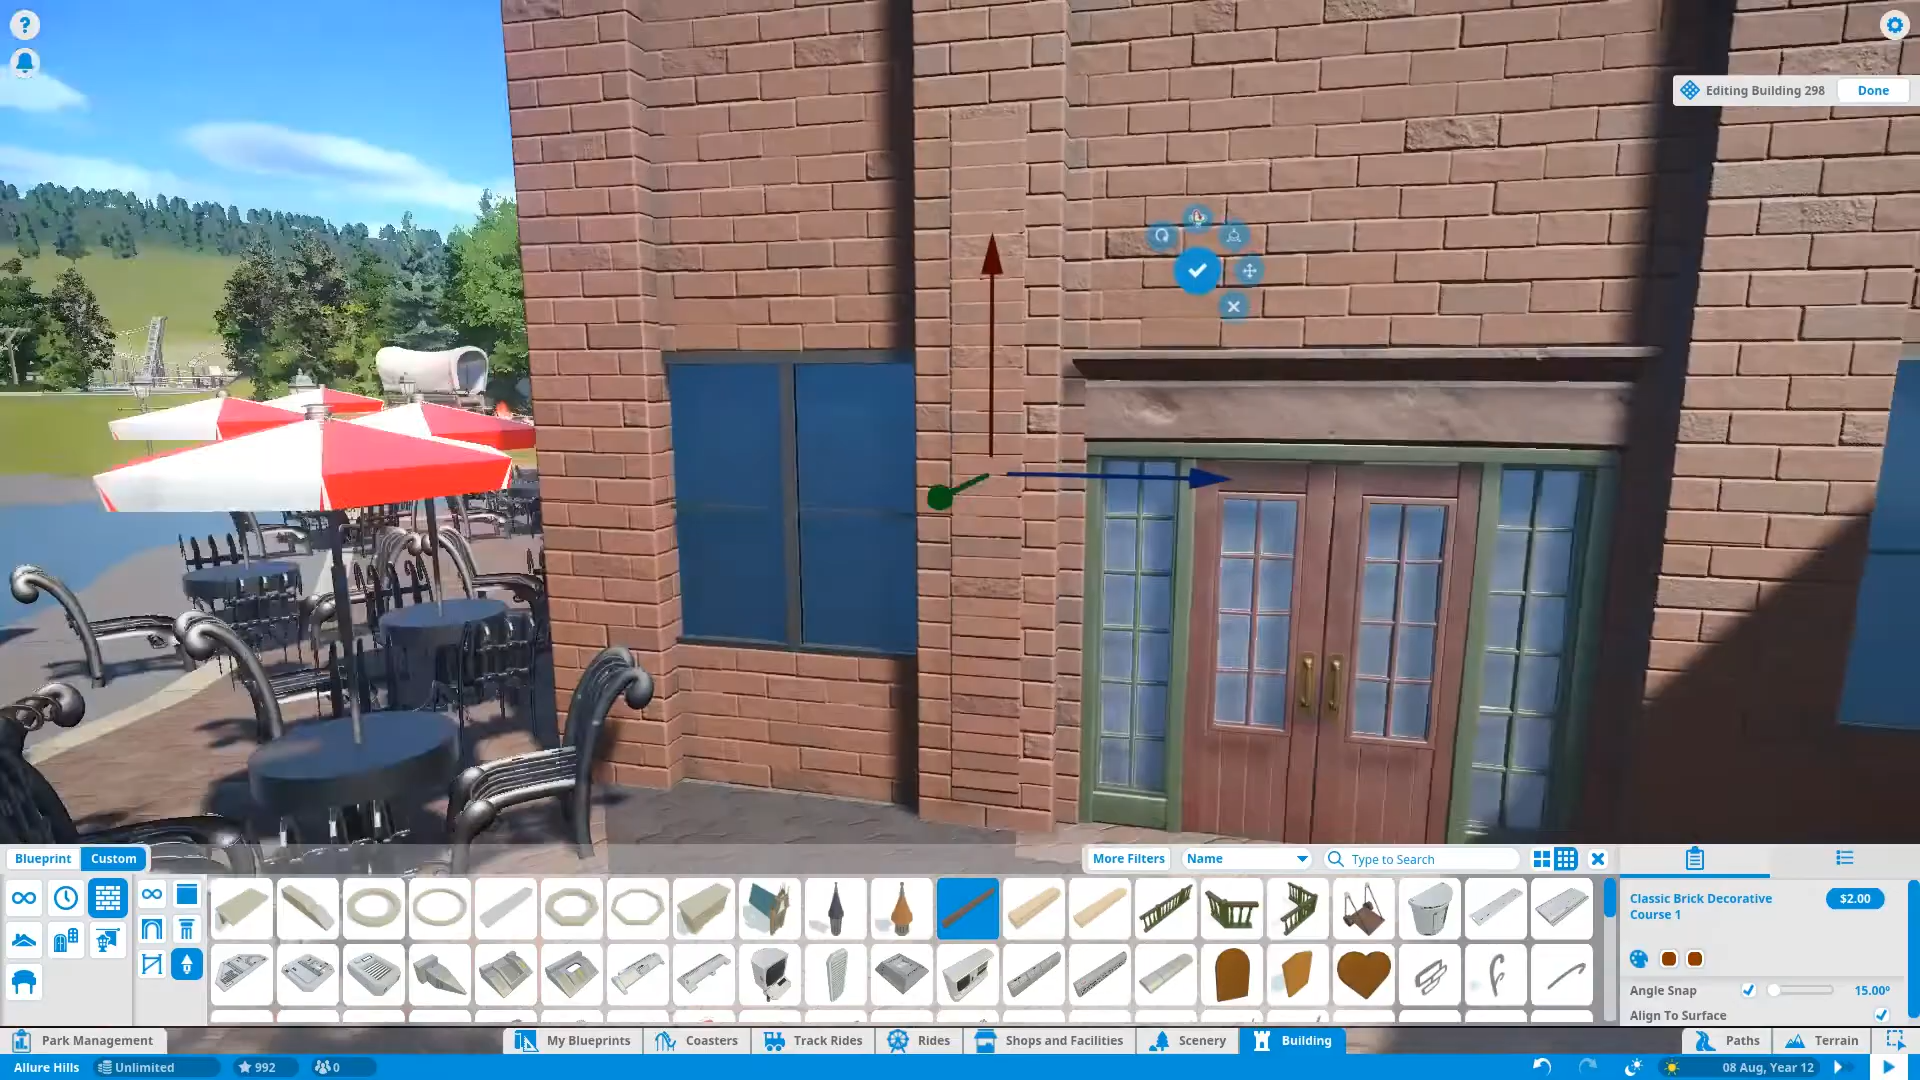 ?
Editing Building 298
Done
Blueprint
Custom
More Filters
Name
Type to Search
Classic Brick Decorative
Course 1
$2.00
Angle Snap
15.00º
Align To Surface
Park Management
My Blueprints
Coasters
Track Rides
Rides
Shops and Facilities
Scenery
Building
Paths
Terrain
Allure Hills
Unlimited
992
0
08 Aug, Year 12